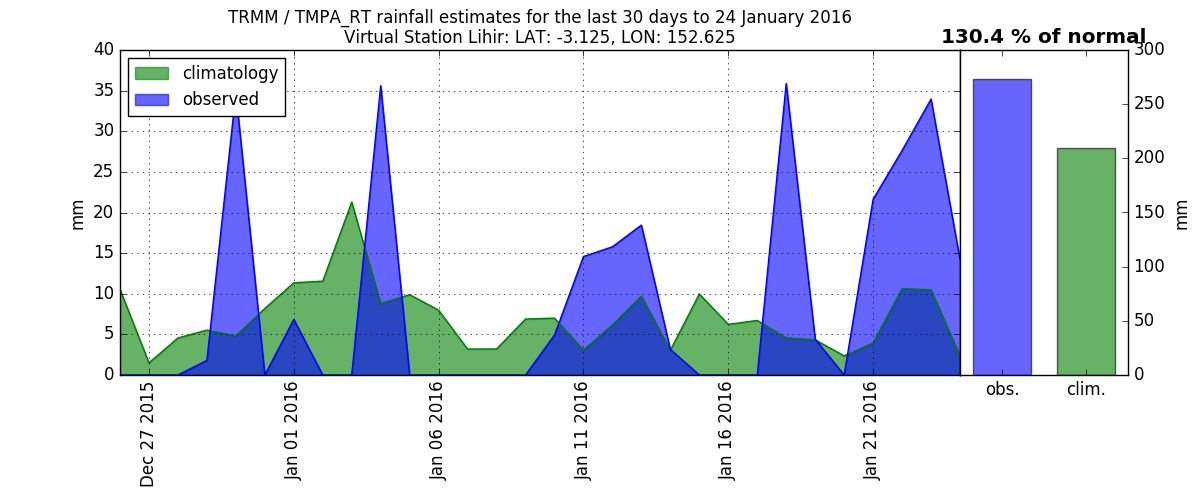 TRMM / TMPA_RT rainfall estimates for the last 30 days to 24 January 2016
Virtual Station Lihir: LAT: -3.125, LON: 152.625
130.4 % of normal
climatology
observed
40
35
30
25
20
15
10
5
0
mm
Dec 27 2015
Jan 01 2016
Jan 06 2016
Jan 11 2016
Jan 16 2016
Jan 21 2016
obs.
clim.
300
250
200
150
100
50
0
mm